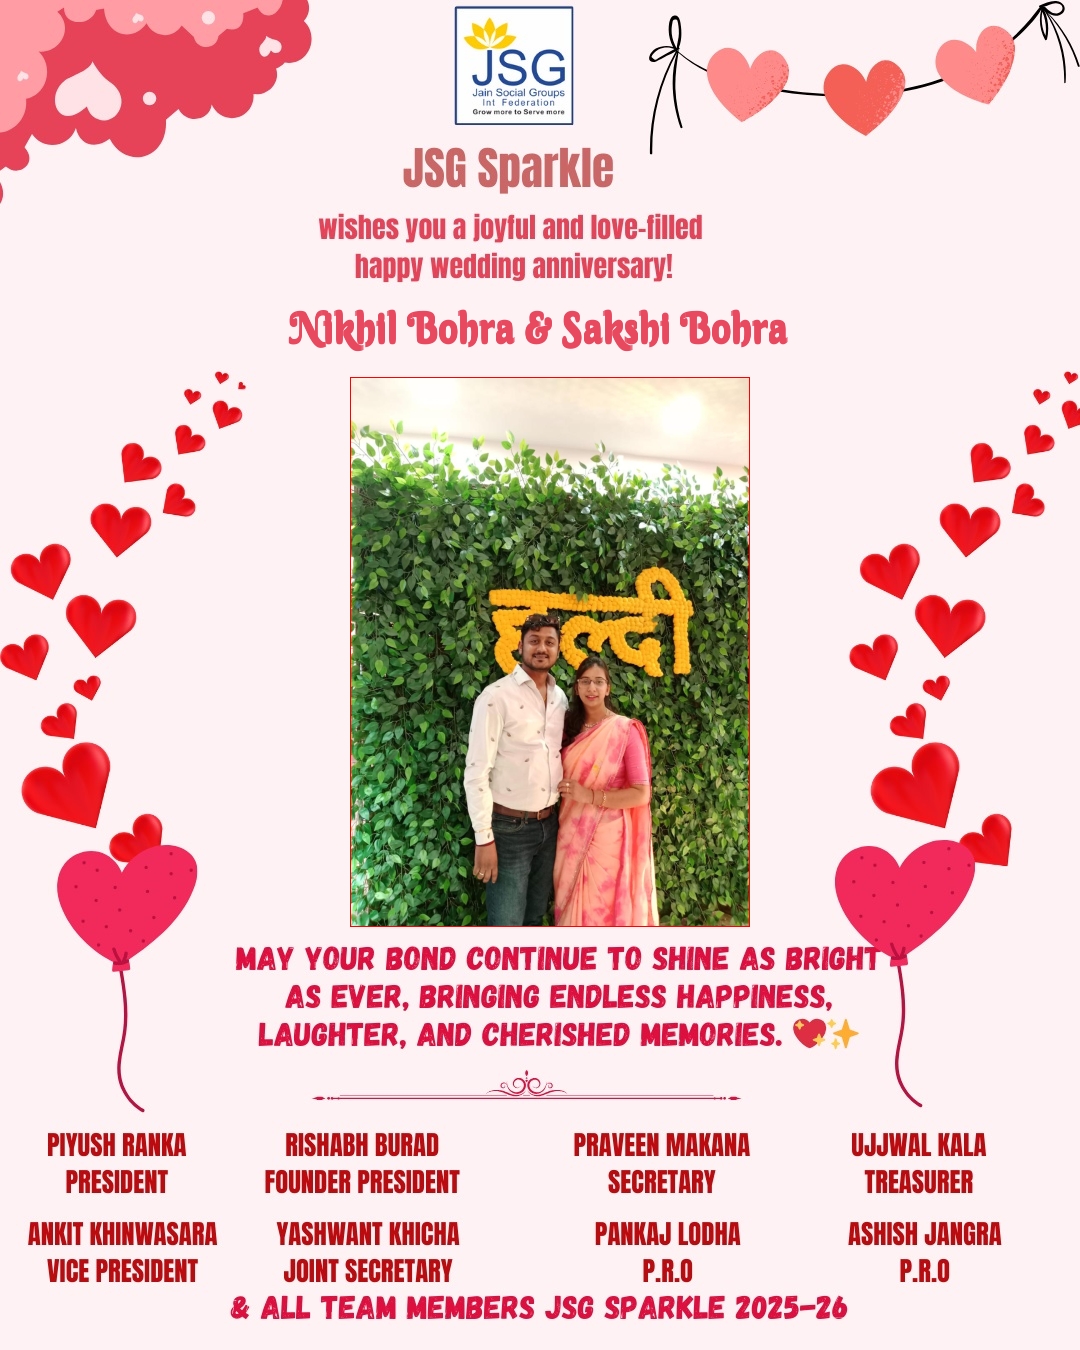 JSG
Jain Social Groups
Int Federation
Grow more to Serve more
JSG Sparkle
wishes you a joyful and love-filled
happy wedding anniversary!
Nikhil Bohra & Sakshi Bohra
हल्दी
MAY YOUR BOND CONTINUE TO SHINE AS BRIGHT
AS EVER, BRINGING ENDLESS HAPPINESS,
LAUGHTER, AND CHERISHED MEMORIES. 💖✨
PIYUSH RANKA
PRESIDENT
RISHABH BURAD
FOUNDER PRESIDENT
PRAVEEN MAKANA
SECRETARY
UJJWAL KALA
TREASURER
ANKIT KHINWASARA
VICE PRESIDENT
YASHWANT KHICHA
JOINT SECRETARY
PANKAJ LODHA
P.R.O
ASHISH JANGRA
P.R.O
& ALL TEAM MEMBERS JSG SPARKLE 2025-26